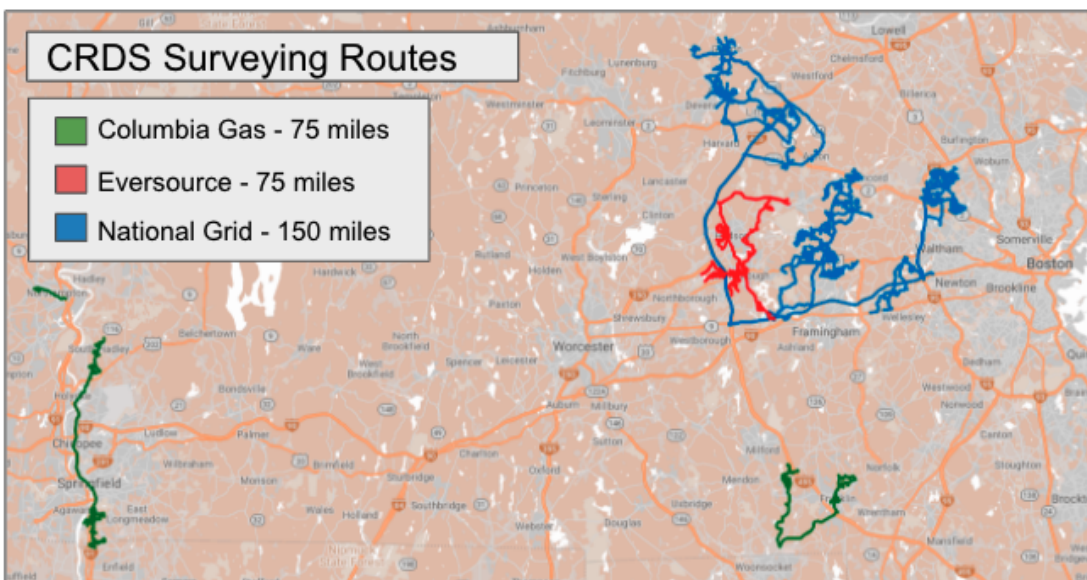 CRDS Surveying Routes
Columbia Gas - 75 miles
Eversource - 75 miles
National Grid - 150 miles
Ashburnham
Lowell
Lunenburg
Fitchburg
Westford
Chelmsford
Billerica
Westminster
Leominster
Harvard
Burlington
Woburn
Princeton
Lancaster
Sterling
Clinton
Waltham
Somerville
Boston
Hadley
Hardwick
Rutland
Holden
West Boylston
Newton
Brookline
Northborough
Paxton
Shrewsbury
Wellesley
Belchertown
Ware
North
Brookfield
Framingham
Westborough
Ashland
Worcester
West
Brookfield
Spencer
Leicester
Dedham
Bondsville
Westwood
Norwood
Auburn
Millbury
Ludlow
Palmer
Charlton
Sutton
Canton
Wilbraham
Brimfield
Sturbridge
Oxford
Milford
Norfolk
Stoughton
Springfield
Monson
Mendon
Franklin
Agawam
East
Longmeadow
Wales
Holland
Southbridge
Webster
Douglas
Uxbridge
Wrentham
Mansfield
Enfield
Woonsocket